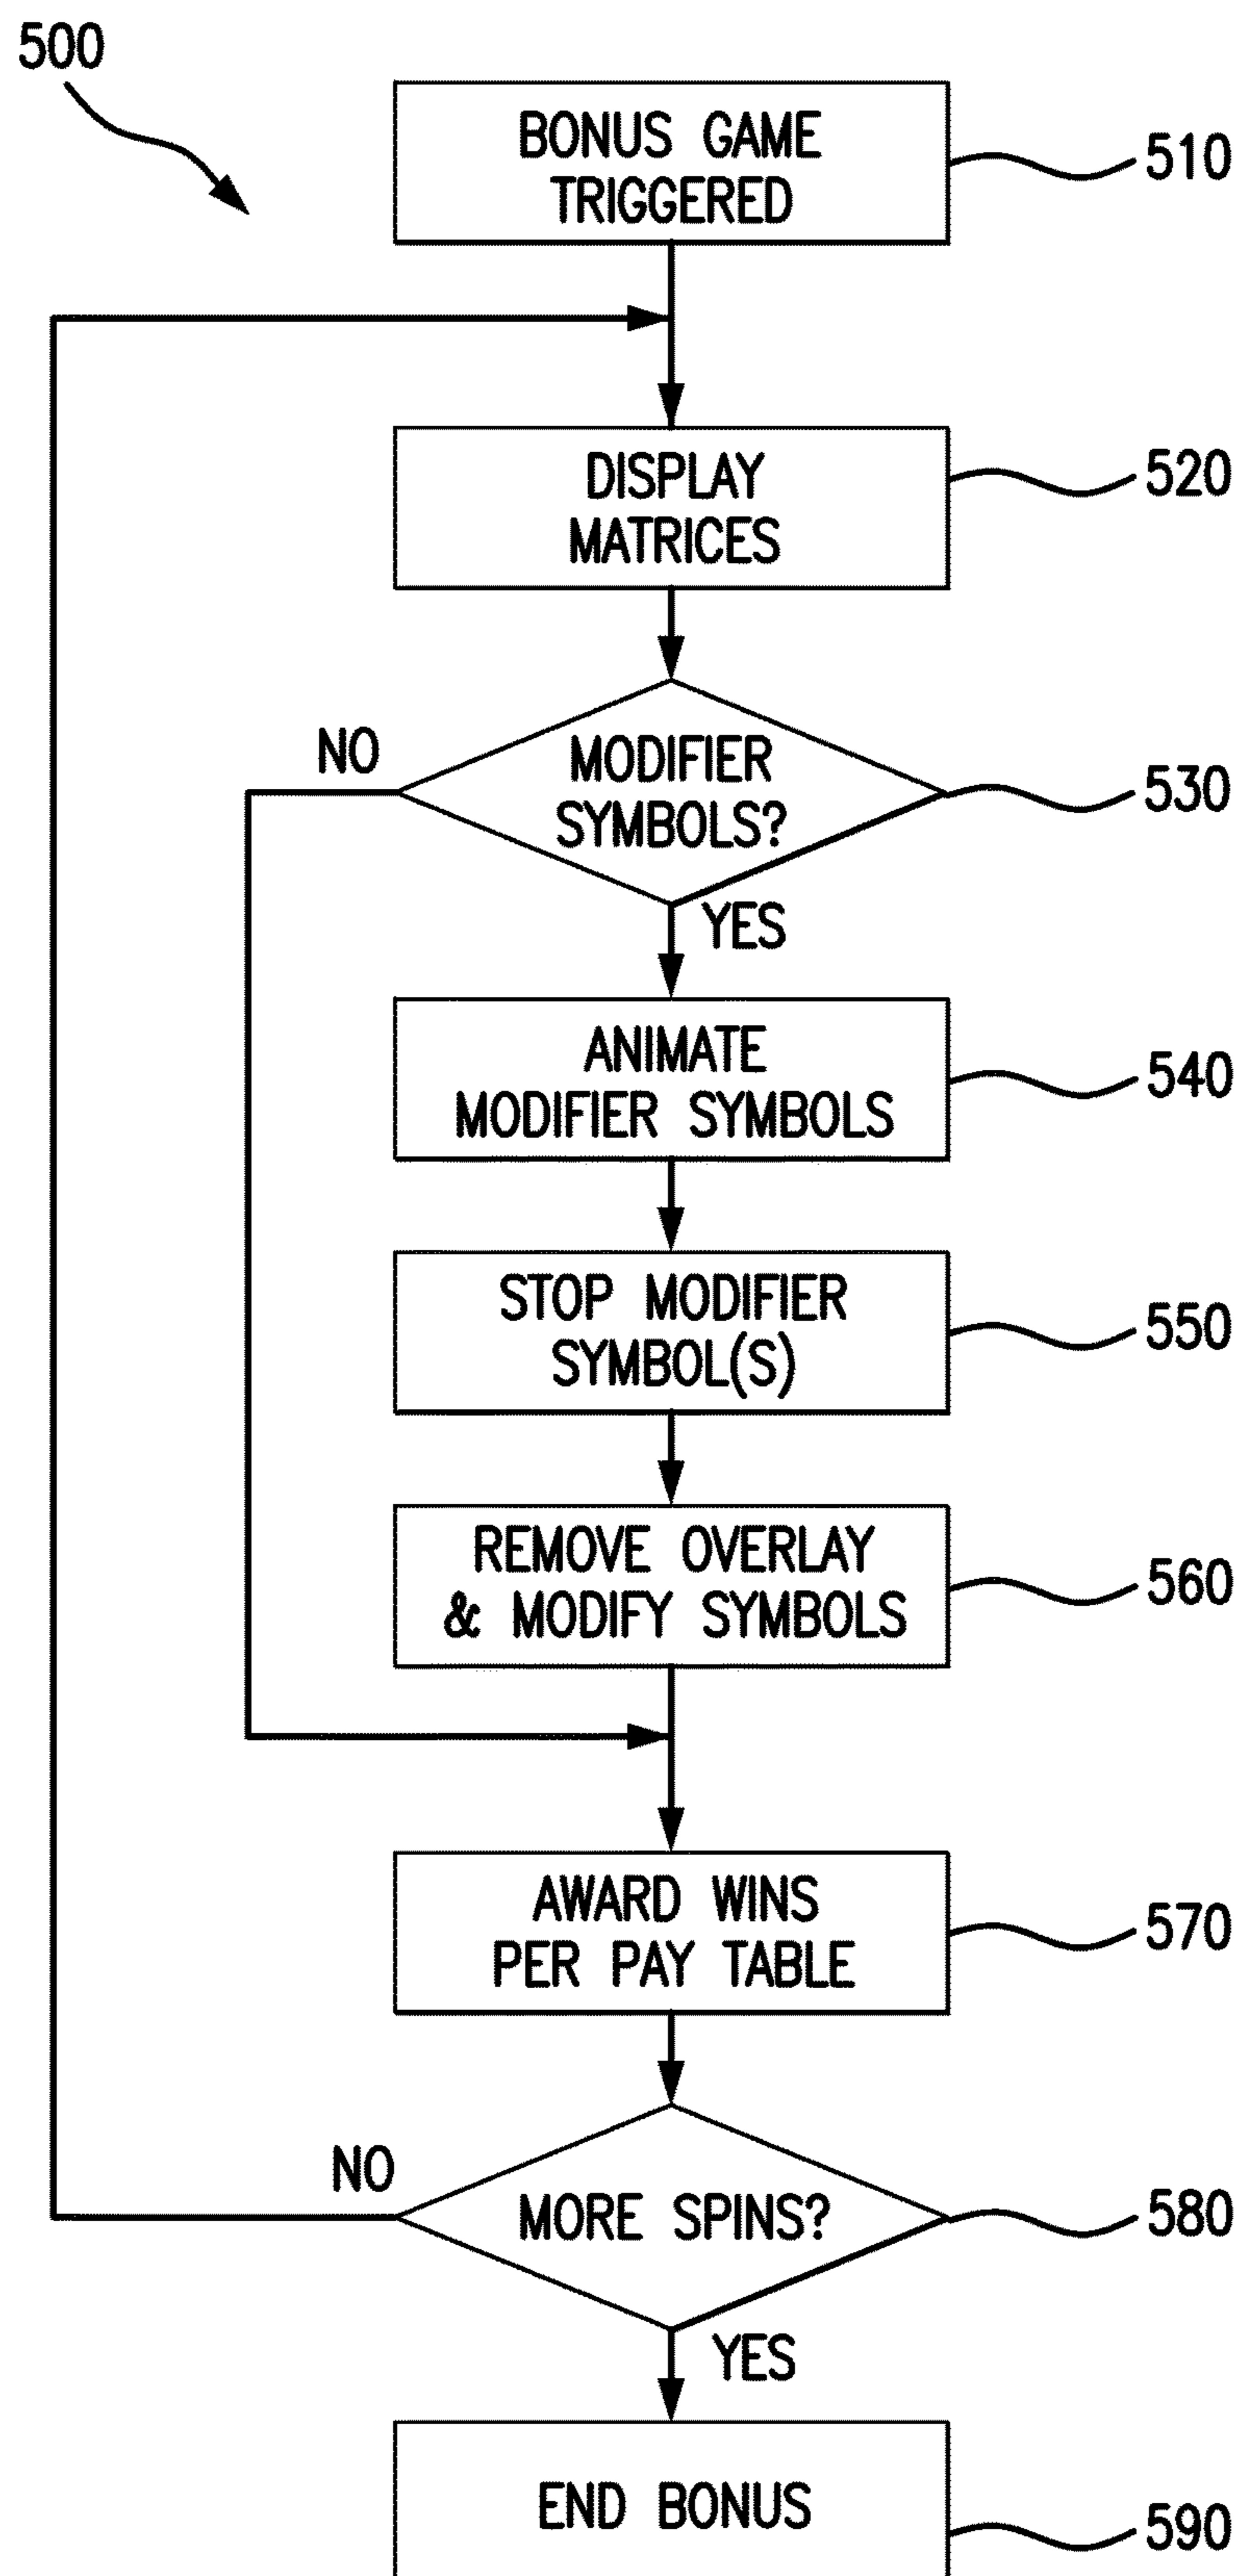 500
BONUS GAME
TRIGGERED
510
DISPLAY
MATRICES
520
NO
MODIFIER
SYMBOLS?
530
YES
ANIMATE
MODIFIER SYMBOLS
540
STOP MODIFIER
SYMBOL(S)
550
REMOVE OVERLAY
& MODIFY SYMBOLS
560
AWARD WINS
PER PAY TABLE
570
NO
MORE SPINS?
580
YES
END BONUS
590